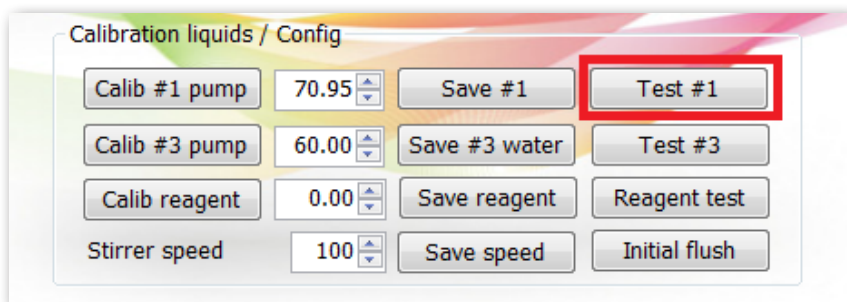 Calibration liquids / Config
Calib #1 pump 70.95 Save #1 Test #1
Calib #3 pump 60.00 Save #3 water Test #3
Calib reagent 0.00 Save reagent Reagent test
Stirrer speed 100 Save speed Initial flush